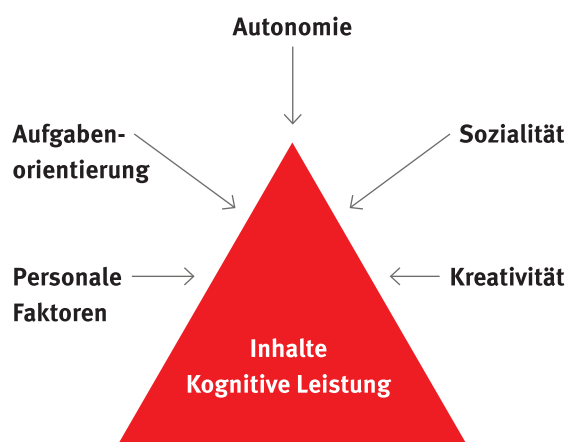 Autonomie
Aufgaben-
orientierung
Sozialität
Personale
Faktoren
Kreativität
Inhalte
Kognitive Leistung